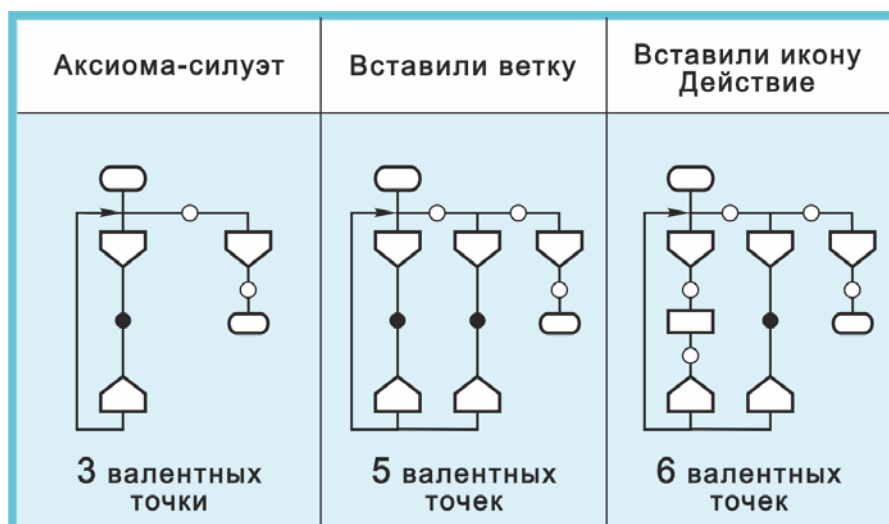 Аксиома-силуэт
Вставили ветку
Вставили икону
Действие
3 валентных
точки
5 валентных
точек
6 валентных
точек